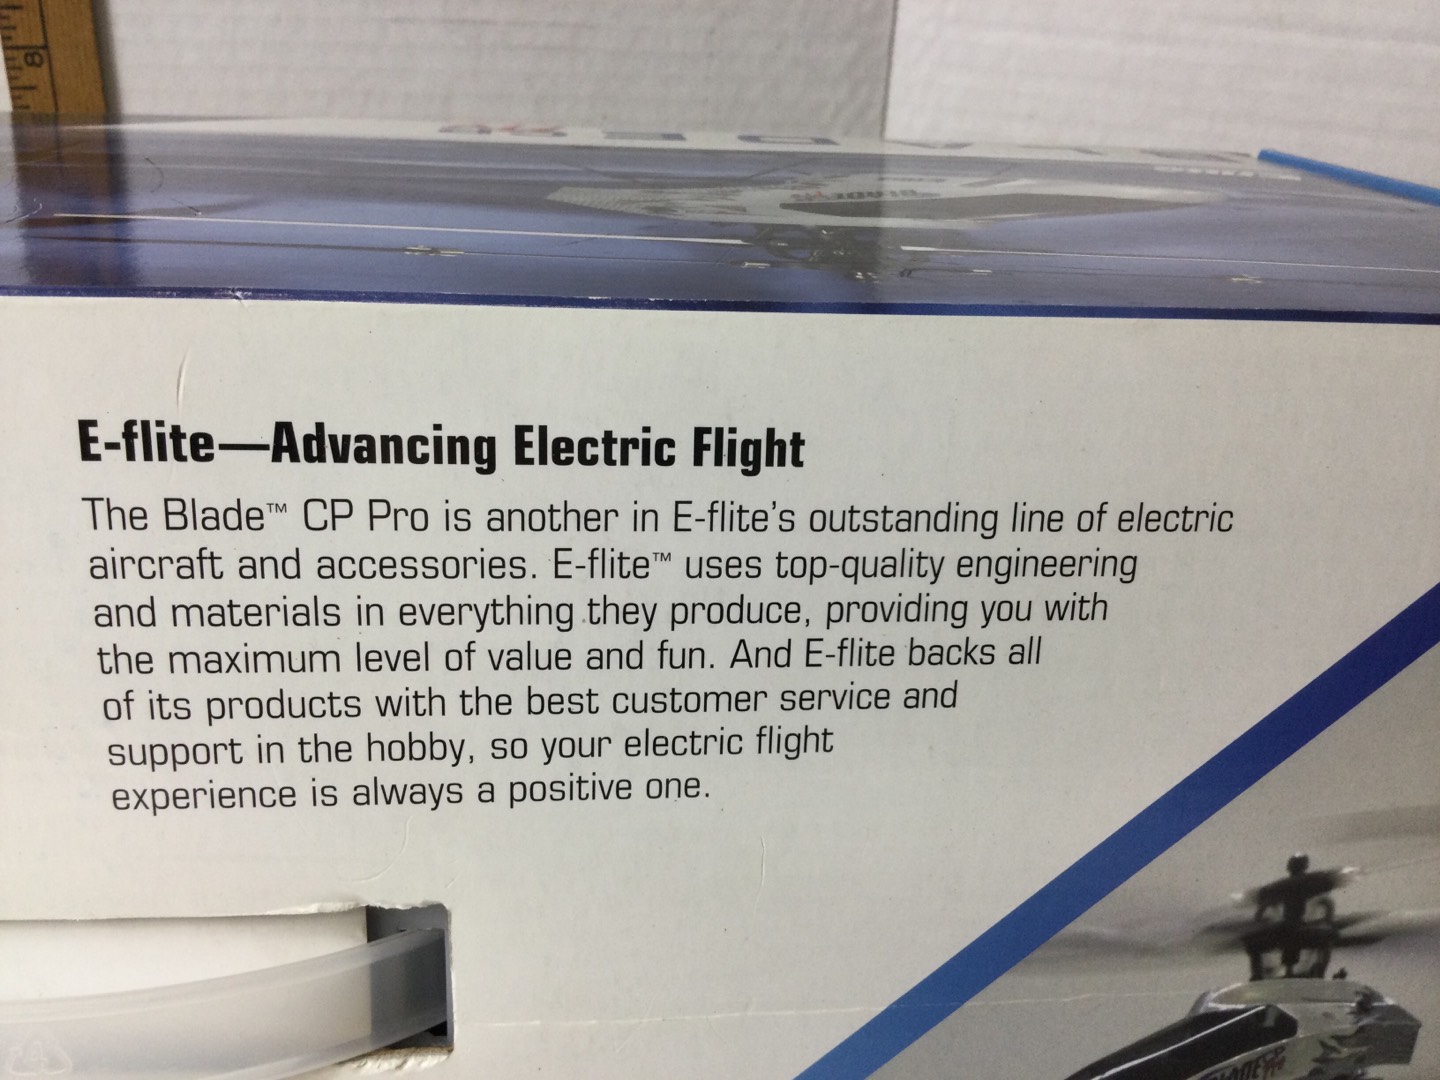 8
E-flite—Advancing Electric Flight
The Blade™ CP Pro is another in E-flite's outstanding line of electric
aircraft and accessories. E-flite™ uses top-quality engineering
and materials in everything they produce, providing you with
the maximum level of value and fun. And E-flite backs all
of its products with the best customer service and
support in the hobby, so your electric flight
experience is always a positive one.